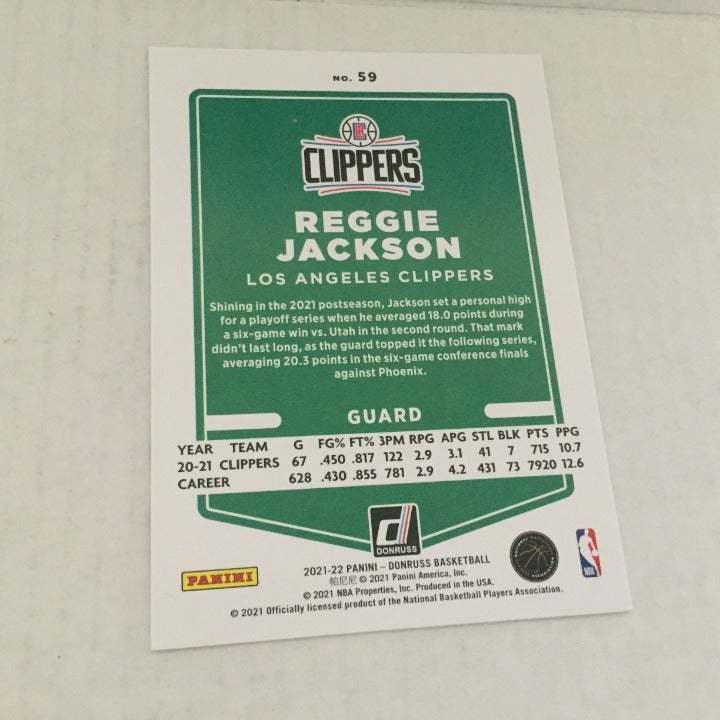 NO. 59
LC
CLIPPERS
REGGIE
JACKSON
LOS ANGELES CLIPPERS
Shining in the 2021 postseason, Jackson set a personal high
for a playoff series when he averaged 18.0 points during
a six-game win vs. Utah in the second round. That mark
didn't last long, as the guard topped it the following series,
averaging 20.3 points in the six-game conference finals
against Phoenix.
GUARD
YEAR TEAM G FG% FT% 3PM RPG APG STL BLK PTS PPG
20-21 CLIPPERS 67 .450 .817 122 2.9 3.1 41 7 715 10.7
CAREER 628 .430 .855 781 2.9 4.2 431 73 7920 12.6
DONRUSS
PANINI
2021-22 PANINI – DONRUSS BASKETBALL
帕尼尼 © 2021 Panini America, Inc.
© 2021 NBA Properties, Inc. Produced in the USA.
© 2021 Officially licensed product of the National Basketball Players Association.
NBA